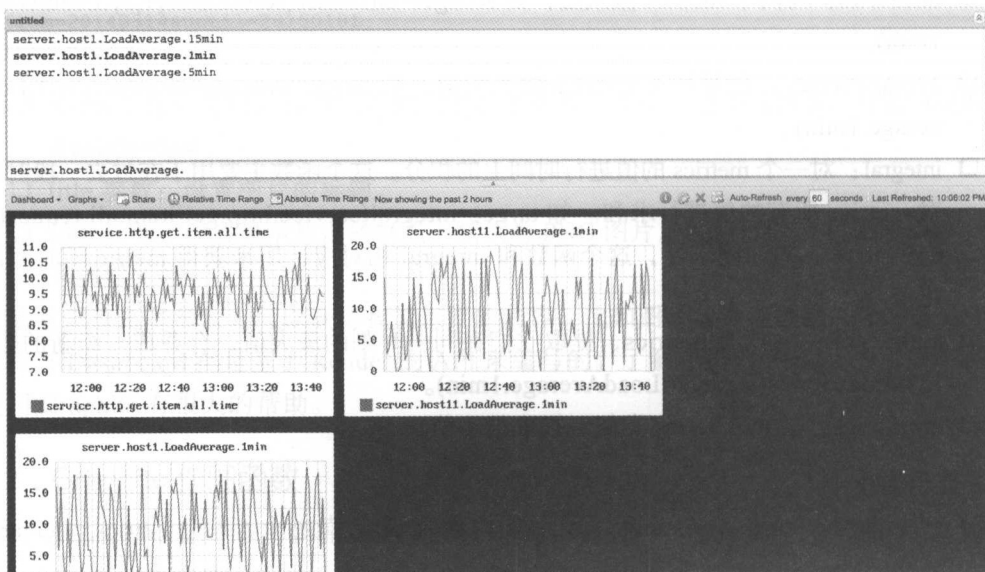 untitled
server.host1.LoadAverage.15min
server.host1.LoadAverage.1min
server.host1.LoadAverage.5min
server.host1.LoadAverage.
Dashboard Graphs Share Relative Time Range Absolute Time Range Now showing the past 2 hours Auto-Refresh every 60 seconds Last Refreshed: 10:06:02 PM
service.http.get.item.all.time
11.0
10.5
10.0
9.5
9.0
8.5
8.0
7.5
7.0
12:00 12:20 12:40 13:00 13:20 13:40
service.http.get.item.all.time
server.host11.LoadAverage.1min
20.0
15.0
10.0
5.0
0
12:00 12:20 12:40 13:00 13:20 13:40
server.host11.LoadAverage.1min
server.host1.LoadAverage.1min
20.0
15.0
10.0
5.0